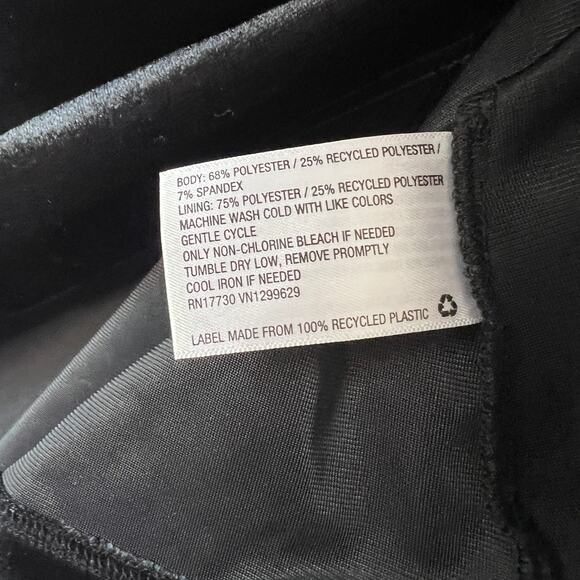 BODY: 68% POLYESTER / 25% RECYCLED POLYESTER /
7% SPANDEX
LINING: 75% POLYESTER / 25% RECYCLED POLYESTER
MACHINE WASH COLD WITH LIKE COLORS
GENTLE CYCLE
ONLY NON-CHLORINE BLEACH IF NEEDED
TUMBLE DRY LOW, REMOVE PROMPTLY
COOL IRON IF NEEDED
RN17730 VN1299629
LABEL MADE FROM 100% RECYCLED PLASTIC